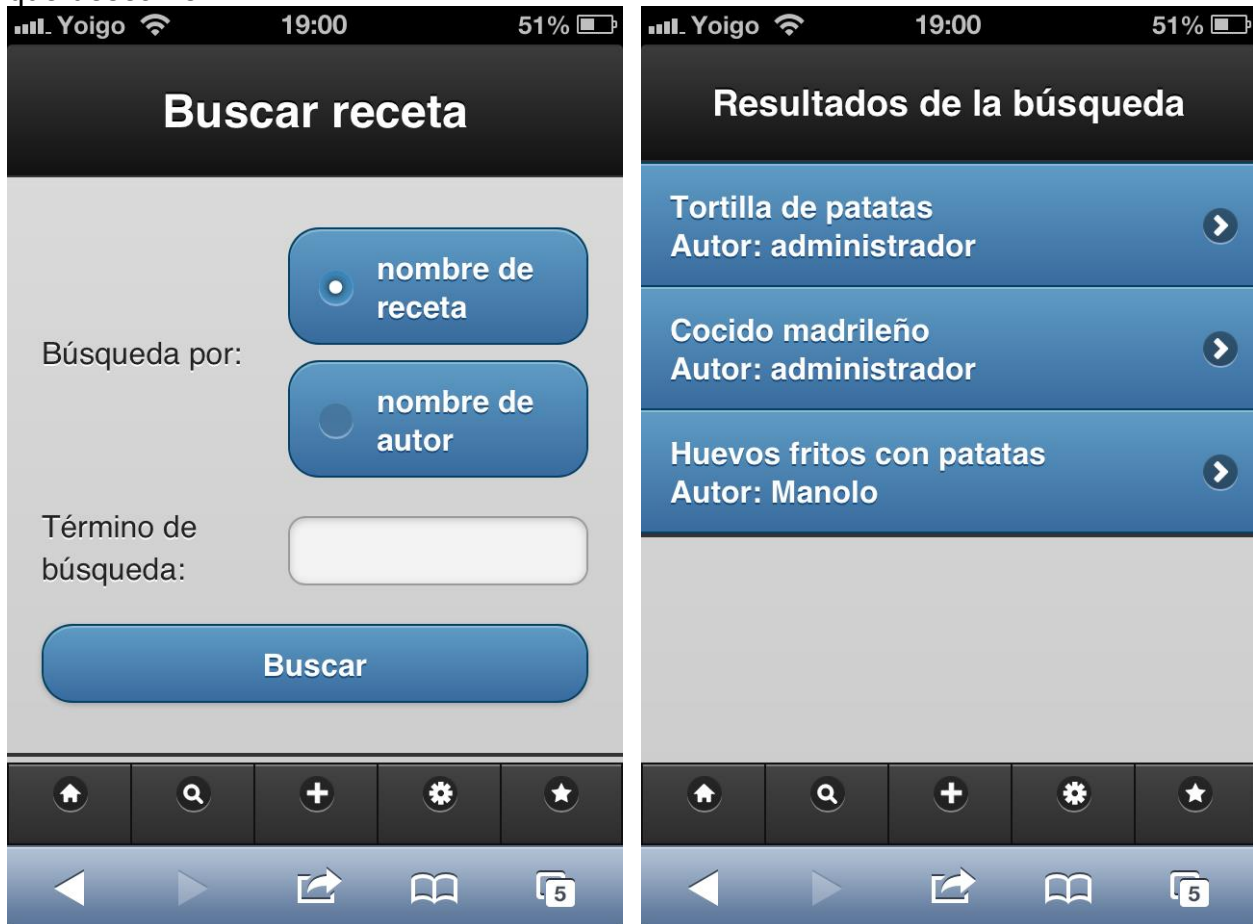 Yoigo 19:00 51%
Buscar receta
Búsqueda por:
nombre de
receta
nombre de
autor
Término de
búsqueda:
Buscar
5
Yoigo 19:00 51%
Resultados de la búsqueda
Tortilla de patatas
Autor: administrador
Cocido madrileño
Autor: administrador
Huevos fritos con patatas
Autor: Manolo
5